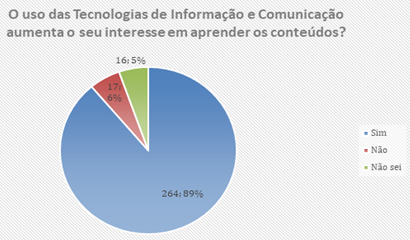 O uso das Tecnologias de Informação e Comunicação
aumenta o seu interesse em aprender os conteúdos?
16; 5%
17;
6%
264; 89%
Sim
Não
Não sei